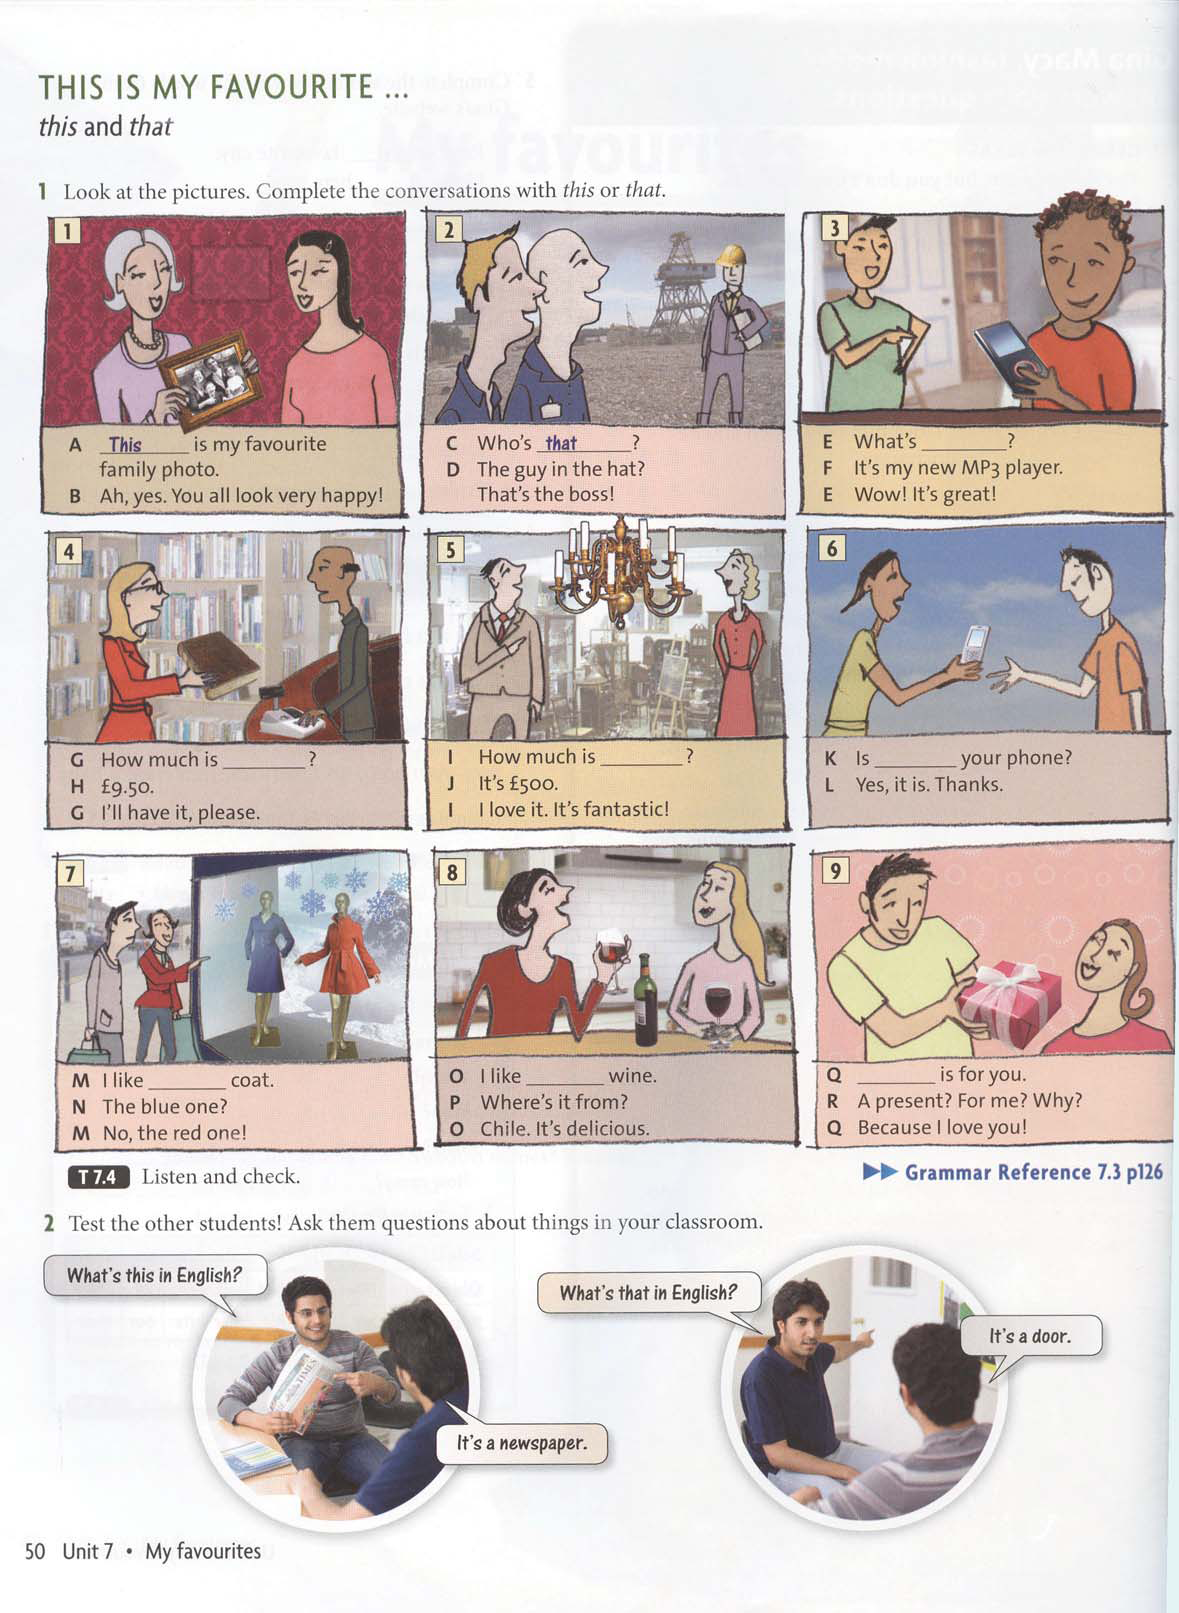 THIS IS MY FAVOURITE ...
this and that
1 Look at the pictures. Complete the conversations with this or that.
1
A This is my favourite
family photo.
B Ah, yes. You all look very happy!
2
C Who's that ?
D The guy in the hat?
That's the boss!
3
E What's ________ ?
F It's my new MP3 player.
E Wow! It's great!
4
G How much is ________ ?
H £9.50.
G I'll have it, please.
5
I How much is ________ ?
J It's £500.
I I love it. It's fantastic!
6
K Is ________ your phone?
L Yes, it is. Thanks.
7
M I like ________ coat.
N The blue one?
M No, the red one!
8
O I like ________ wine.
P Where's it from?
O Chile. It's delicious.
9
Q ________ is for you.
R A present? For me? Why?
Q Because I love you!
T 7.4 Listen and check.
Grammar Reference 7.3 p126
2 Test the other students! Ask them questions about things in your classroom.
What's this in English?
TIMES
It's a newspaper.
What's that in English?
It's a door.
50 Unit 7 • My favourites